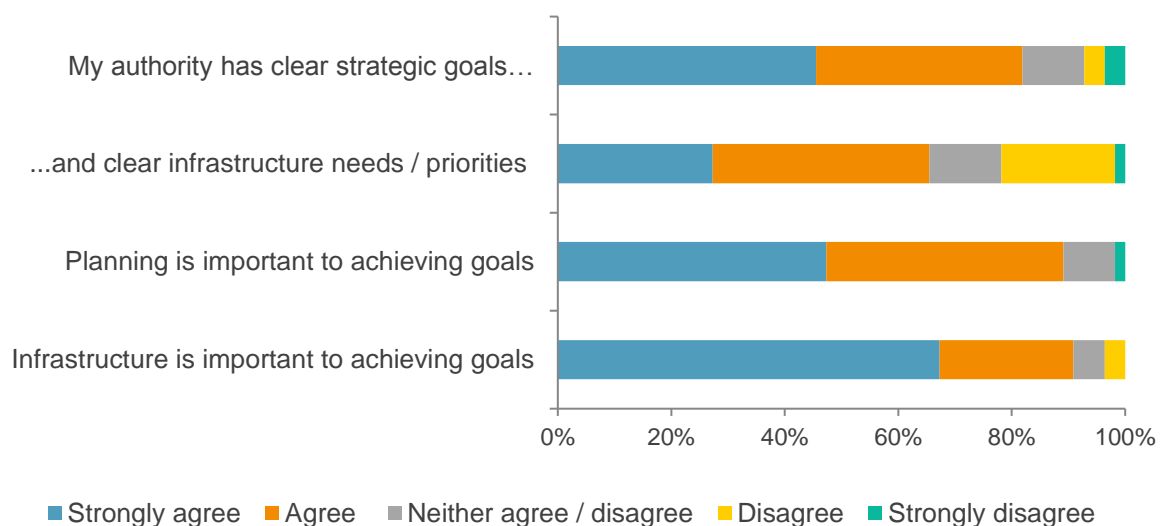 My authority has clear strategic goals…
...and clear infrastructure needs / priorities
Planning is important to achieving goals
Infrastructure is important to achieving goals
0% 20% 40% 60% 80% 100%
Strongly agree Agree Neither agree / disagree Disagree Strongly disagree